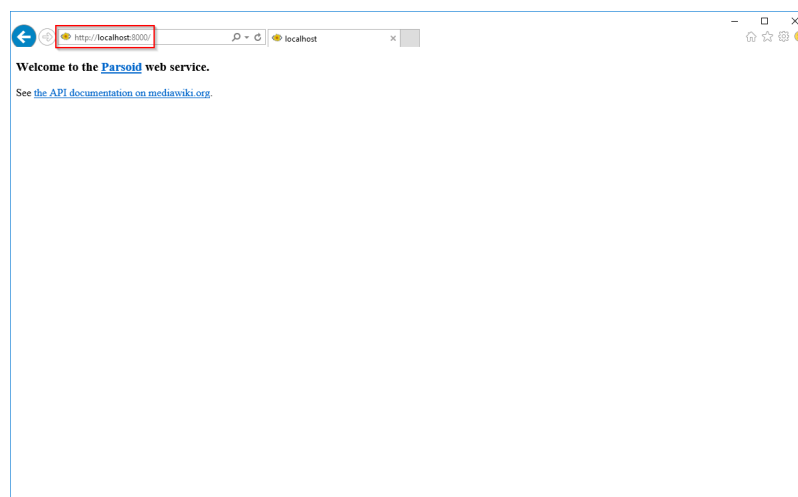 http://localhost:8000/
localhost
Welcome to the Parsoid web service.
See the API documentation on mediawiki.org.